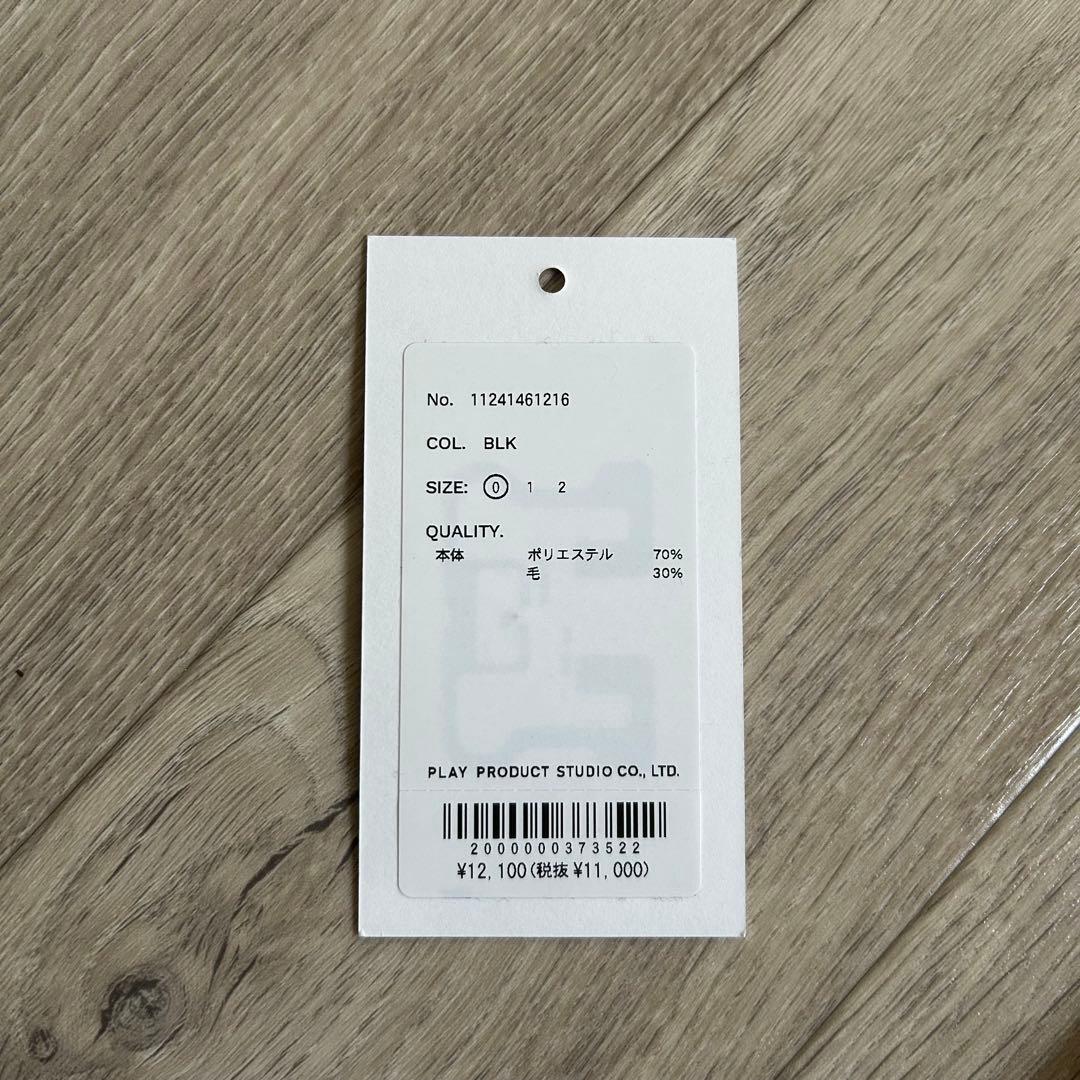 No. 11241461216
COL. BLK
SIZE: 0 1 2
QUALITY.
本体 ポリエステル 70%
毛 30%
PLAY PRODUCT STUDIO CO., LTD.
2000000373522
¥12,100(税抜¥11,000)